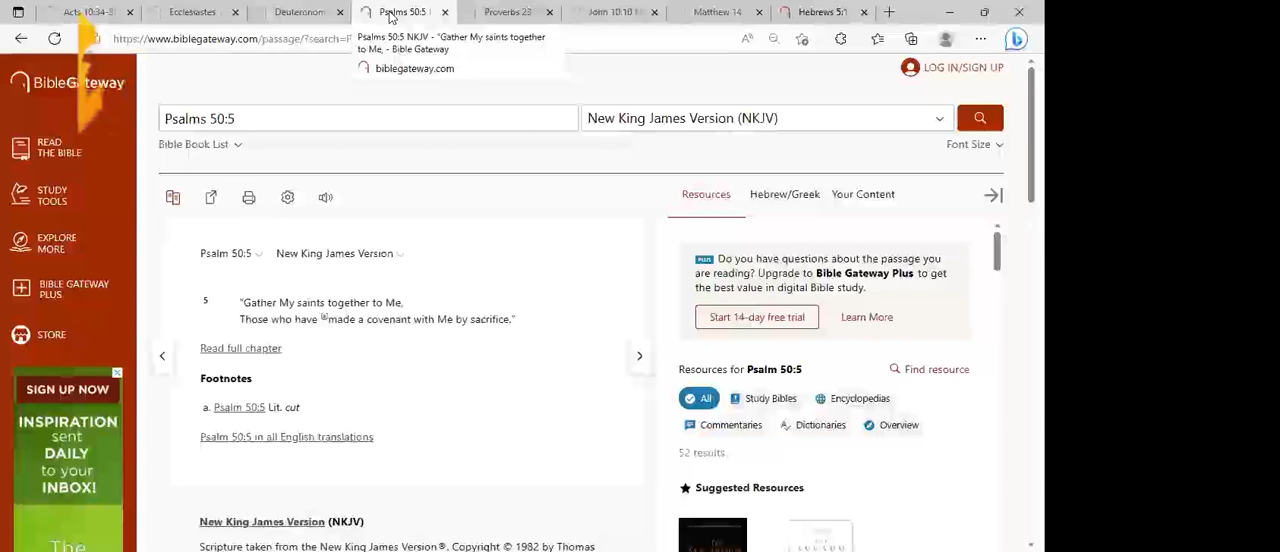 Acts 10:34-3
Ecclesiastes
Deuteronom
Psalms 50:5
Proverbs 23
John 10:10
Matthew 14
Hebrews 5:1
https://www.biblegateway.com/passage/?search=P
Psalms 50:5 NKJV - "Gather My saints together
to Me, - Bible Gateway
biblegateway.com
BibleGateway
LOG IN/SIGN UP
Psalms 50:5
New King James Version (NKJV)
Bible Book List
Font Size
READ
THE BIBLE
STUDY
TOOLS
EXPLORE
MORE
BIBLE GATEWAY
PLUS
STORE
Resources
Hebrew/Greek
Your Content
Psalm 50:5
New King James Version
5 "Gather My saints together to Me,
Those who have [a]made a covenant with Me by sacrifice."
Read full chapter
Footnotes
a. Psalm 50:5 Lit. cut
Psalm 50:5 in all English translations
New King James Version (NKJV)
Scripture taken from the New King James Version®. Copyright © 1982 by Thomas
PLUS Do you have questions about the passage you
are reading? Upgrade to Bible Gateway Plus to get
the best value in digital Bible study.
Start 14-day free trial
Learn More
Resources for Psalm 50:5
Find resource
All
Study Bibles
Encyclopedias
Commentaries
Dictionaries
Overview
52 results
Suggested Resources
SIGN UP NOW
INSPIRATION
sent
DAILY
to your
INBOX!
The